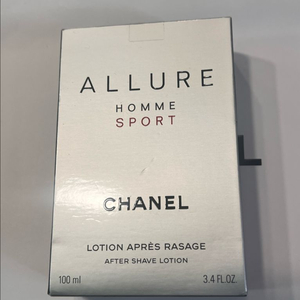 ALLURE
HOMME
SPORT
CHANEL
LOTION APRÈS RASAGE
AFTER SHAVE LOTION
100 ml 3.4 FL.OZ.